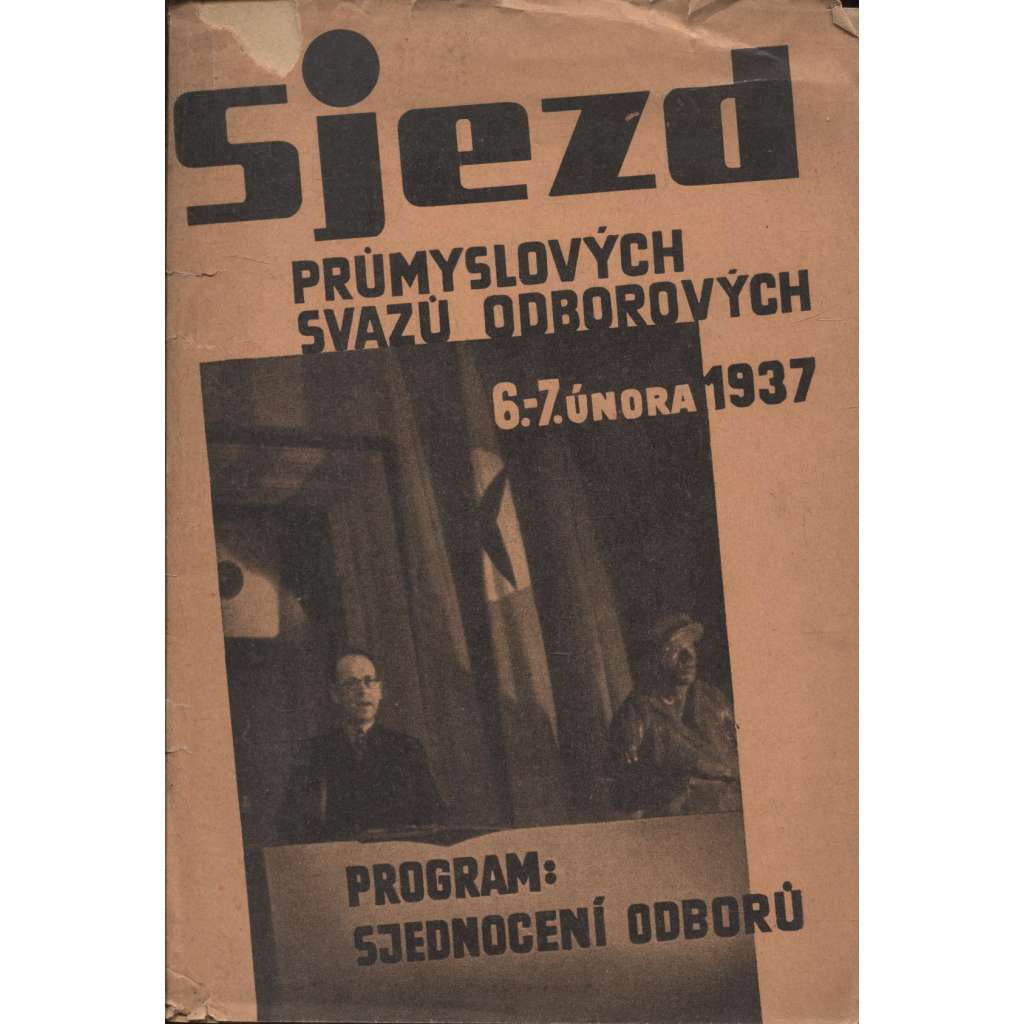 Sjezd
PRŮMYSLOVÝCH
SVAZŮ ODBOROVÝCH
6.-7. ÚNORA 1937
PROGRAM:
SJEDNOCENÍ ODBORŮ